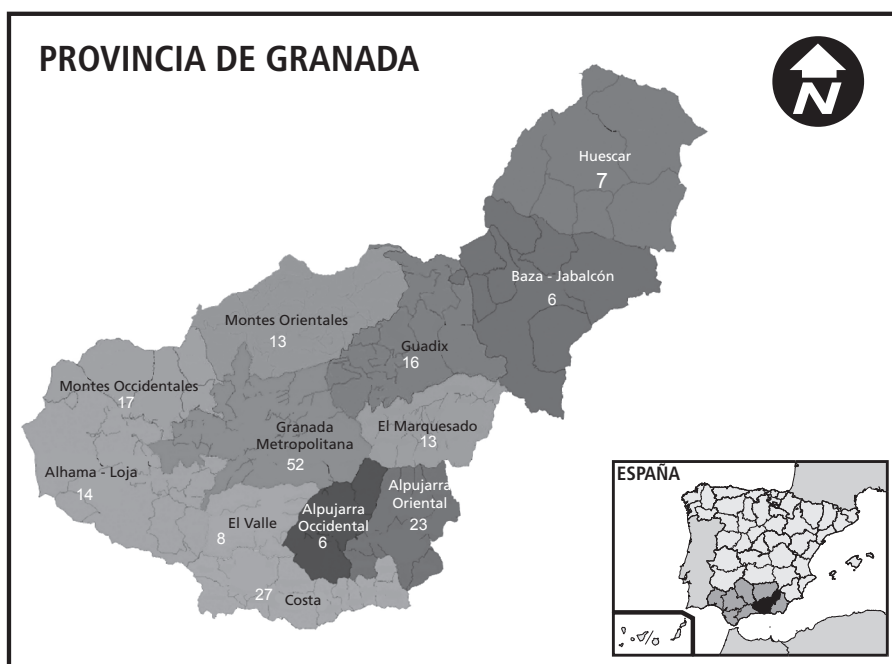 PROVINCIA DE GRANADA
N
Huescar
7
Baza - Jabalcón
6
Montes Orientales
13
Guadix
16
Montes Occidentales
17
El Marquesado
13
Granada
Metropolitana
52
Alhama - Loja
14
Alpujarra
Oriental
23
Alpujarra
Occidental
6
El Valle
8
27
Costa
ESPAÑA